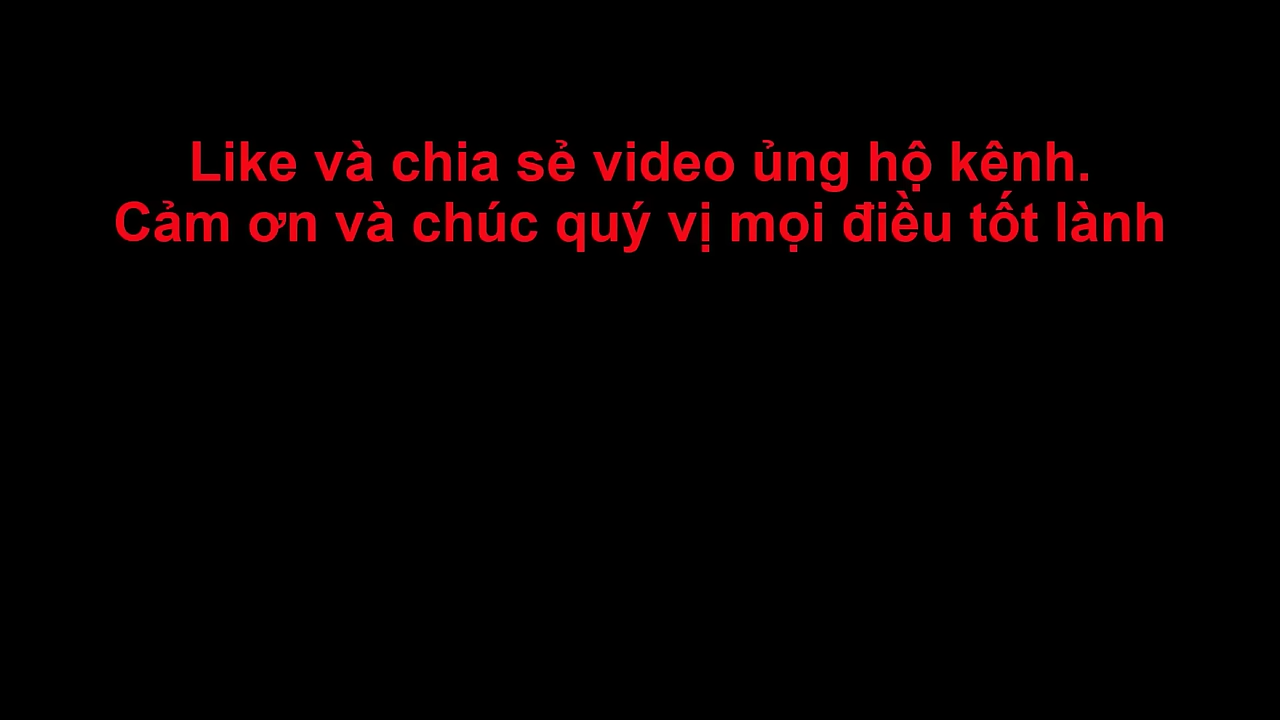 Like và chia sẻ video ủng hộ kênh.
Cảm ơn và chúc quý vị mọi điều tốt lành